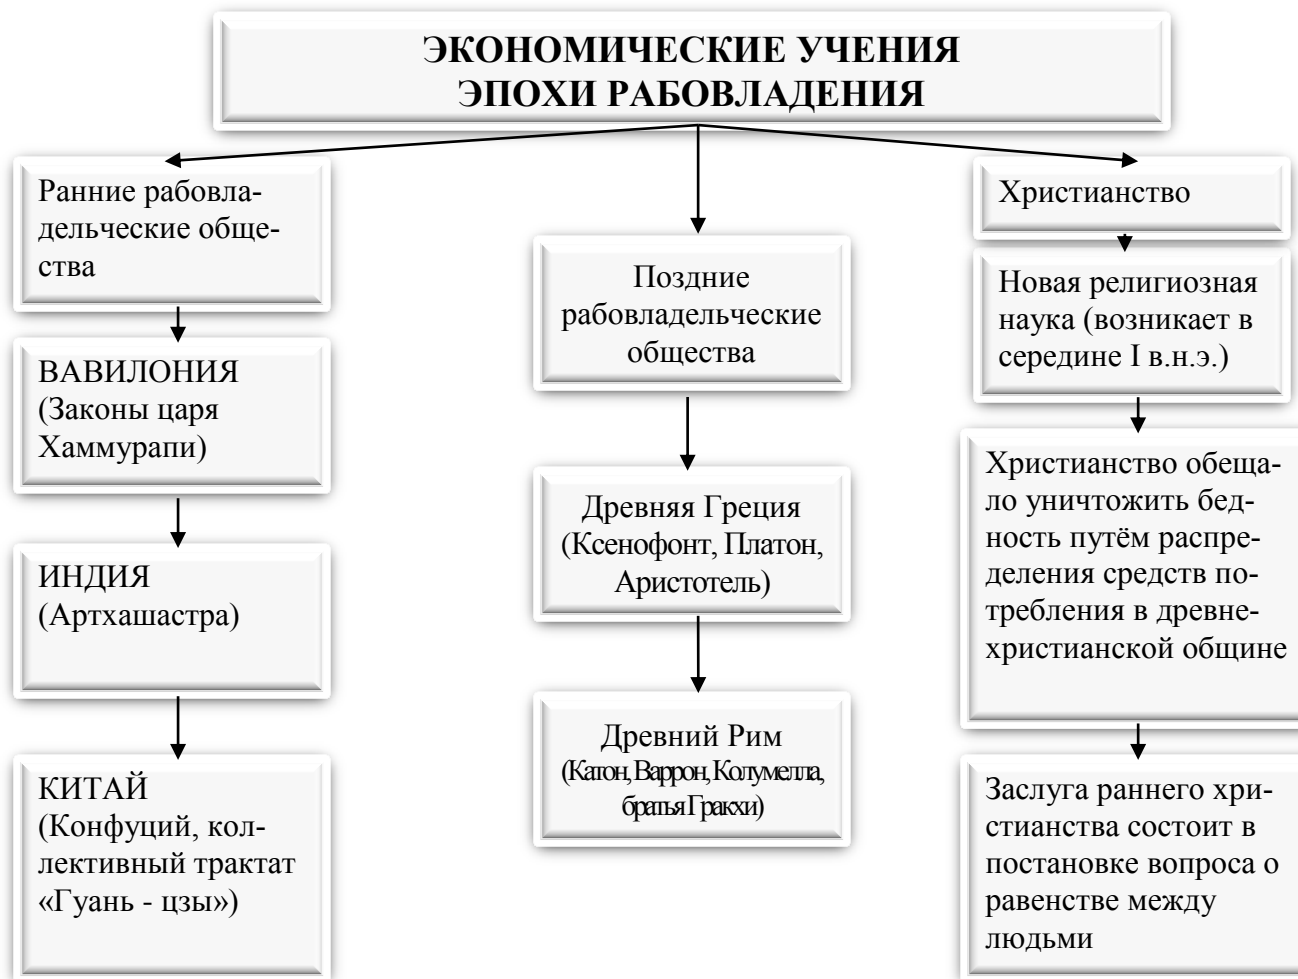 ЭКОНОМИЧЕСКИЕ УЧЕНИЯ
ЭПОХИ РАБОВЛАДЕНИЯ
Ранние рабовла-
дельческие обще-
ства
ВАВИЛОНИЯ
(Законы царя
Хаммурапи)
ИНДИЯ
(Артхашастра)
КИТАЙ
(Конфуций, кол-
лективный трактат
«Гуань - цзы»)
Поздние
рабовладельческие
общества
Древняя Греция
(Ксенофонт, Платон,
Аристотель)
Древний Рим
(Катон, Варрон, Колумелла,
братья Гракхи)
Христианство
Новая религиозная
наука (возникает в
середине I в.н.э.)
Христианство обеща-
ло уничтожить бед-
ность путём распре-
деления средств по-
требления в древне-
христианской общине
Заслуга раннего хри-
стианства состоит в
постановке вопроса о
равенстве между
людьми